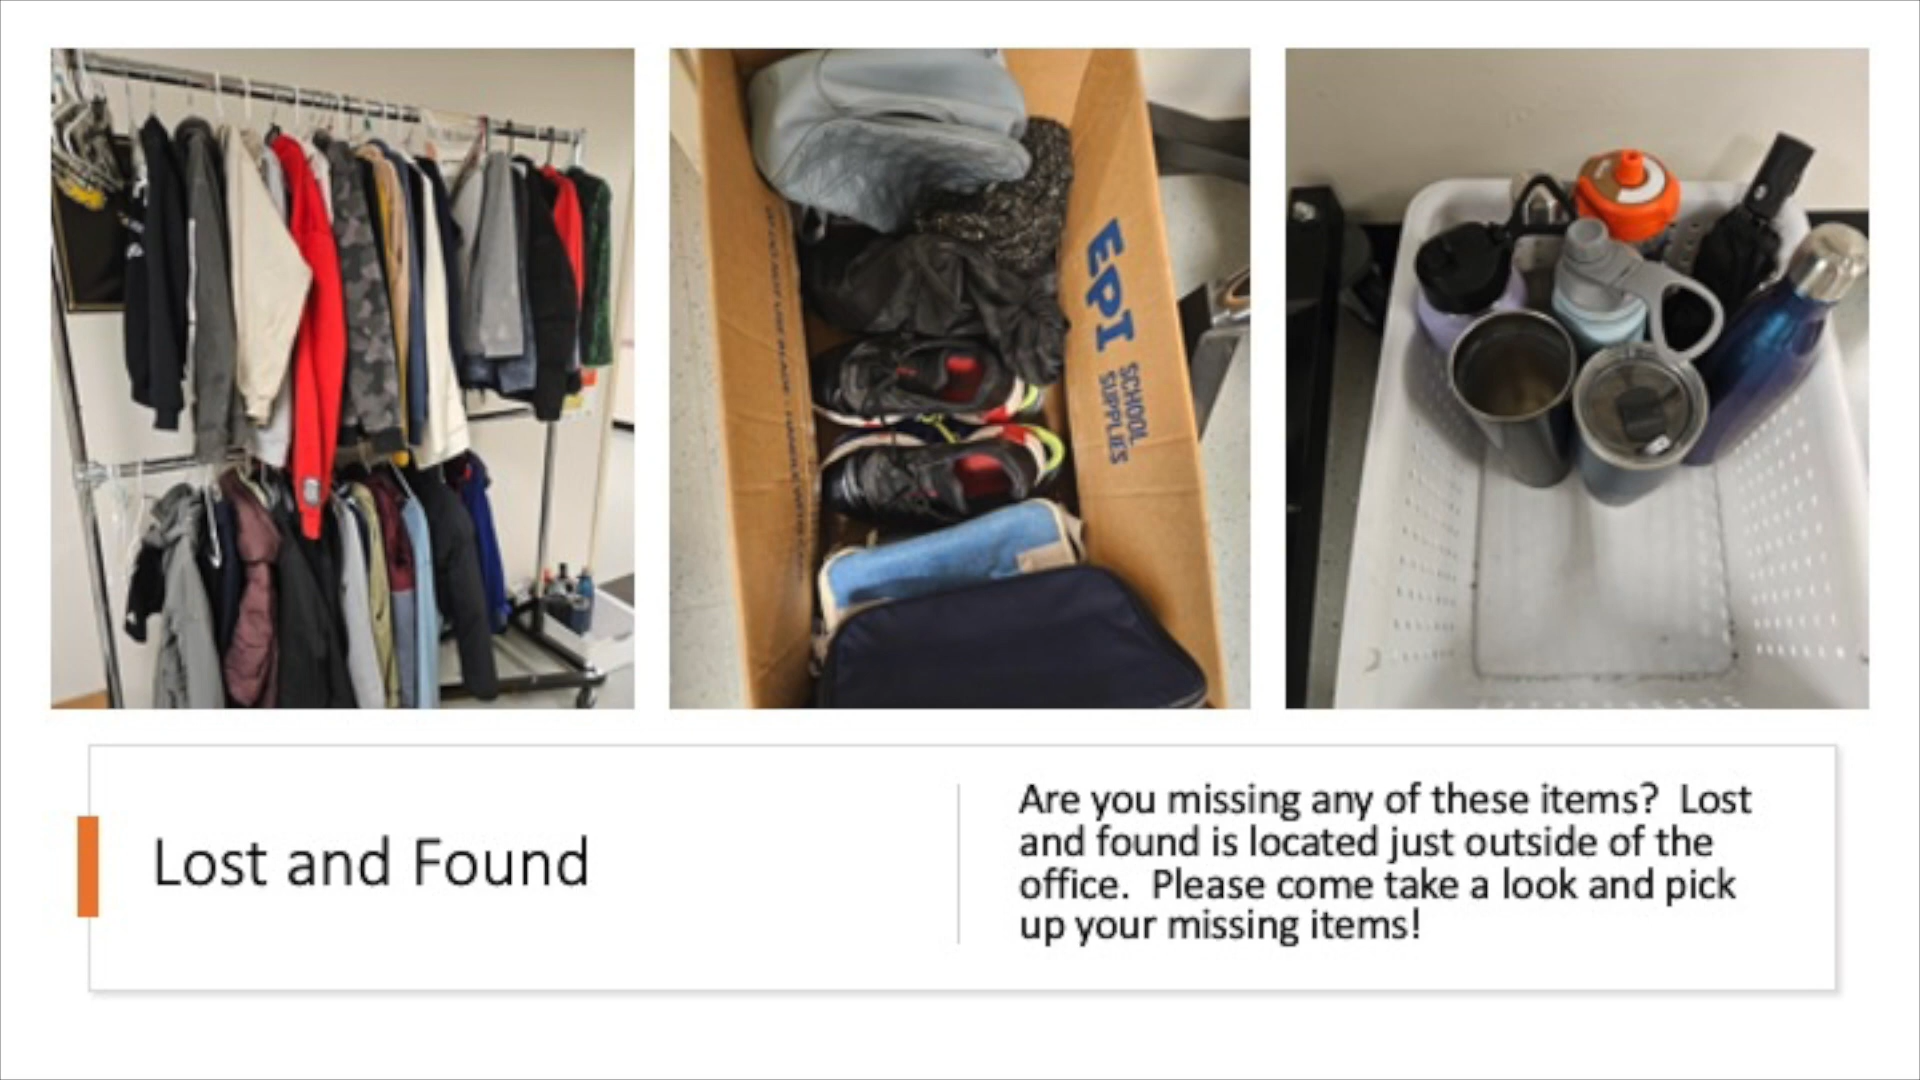 EPI
SCHOOL
SUPPLIES
Lost and Found
Are you missing any of these items?  Lost
and found is located just outside of the
office.  Please come take a look and pick
up your missing items!